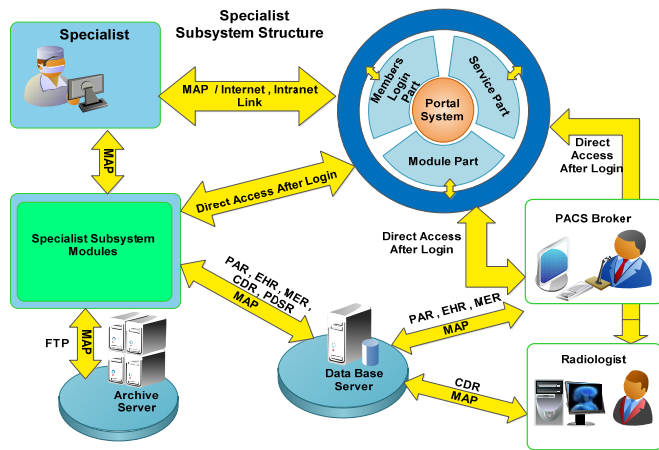 Specialist
Subsystem Structure
Specialist
MAP / Internet , Intranet
Link
Members
Login
Part
Service Part
Portal
System
Module Part
MAP
Direct Access After Login
Direct
Access
After Login
Direct Access
After Login
PACS Broker
Specialist Subsystem
Modules
PAR , EHR , MER ,
CDR , PDSR
MAP
PAR , EHR , MER
MAP
FTP
MAP
Archive
Server
Data Base
Server
CDR
MAP
Radiologist